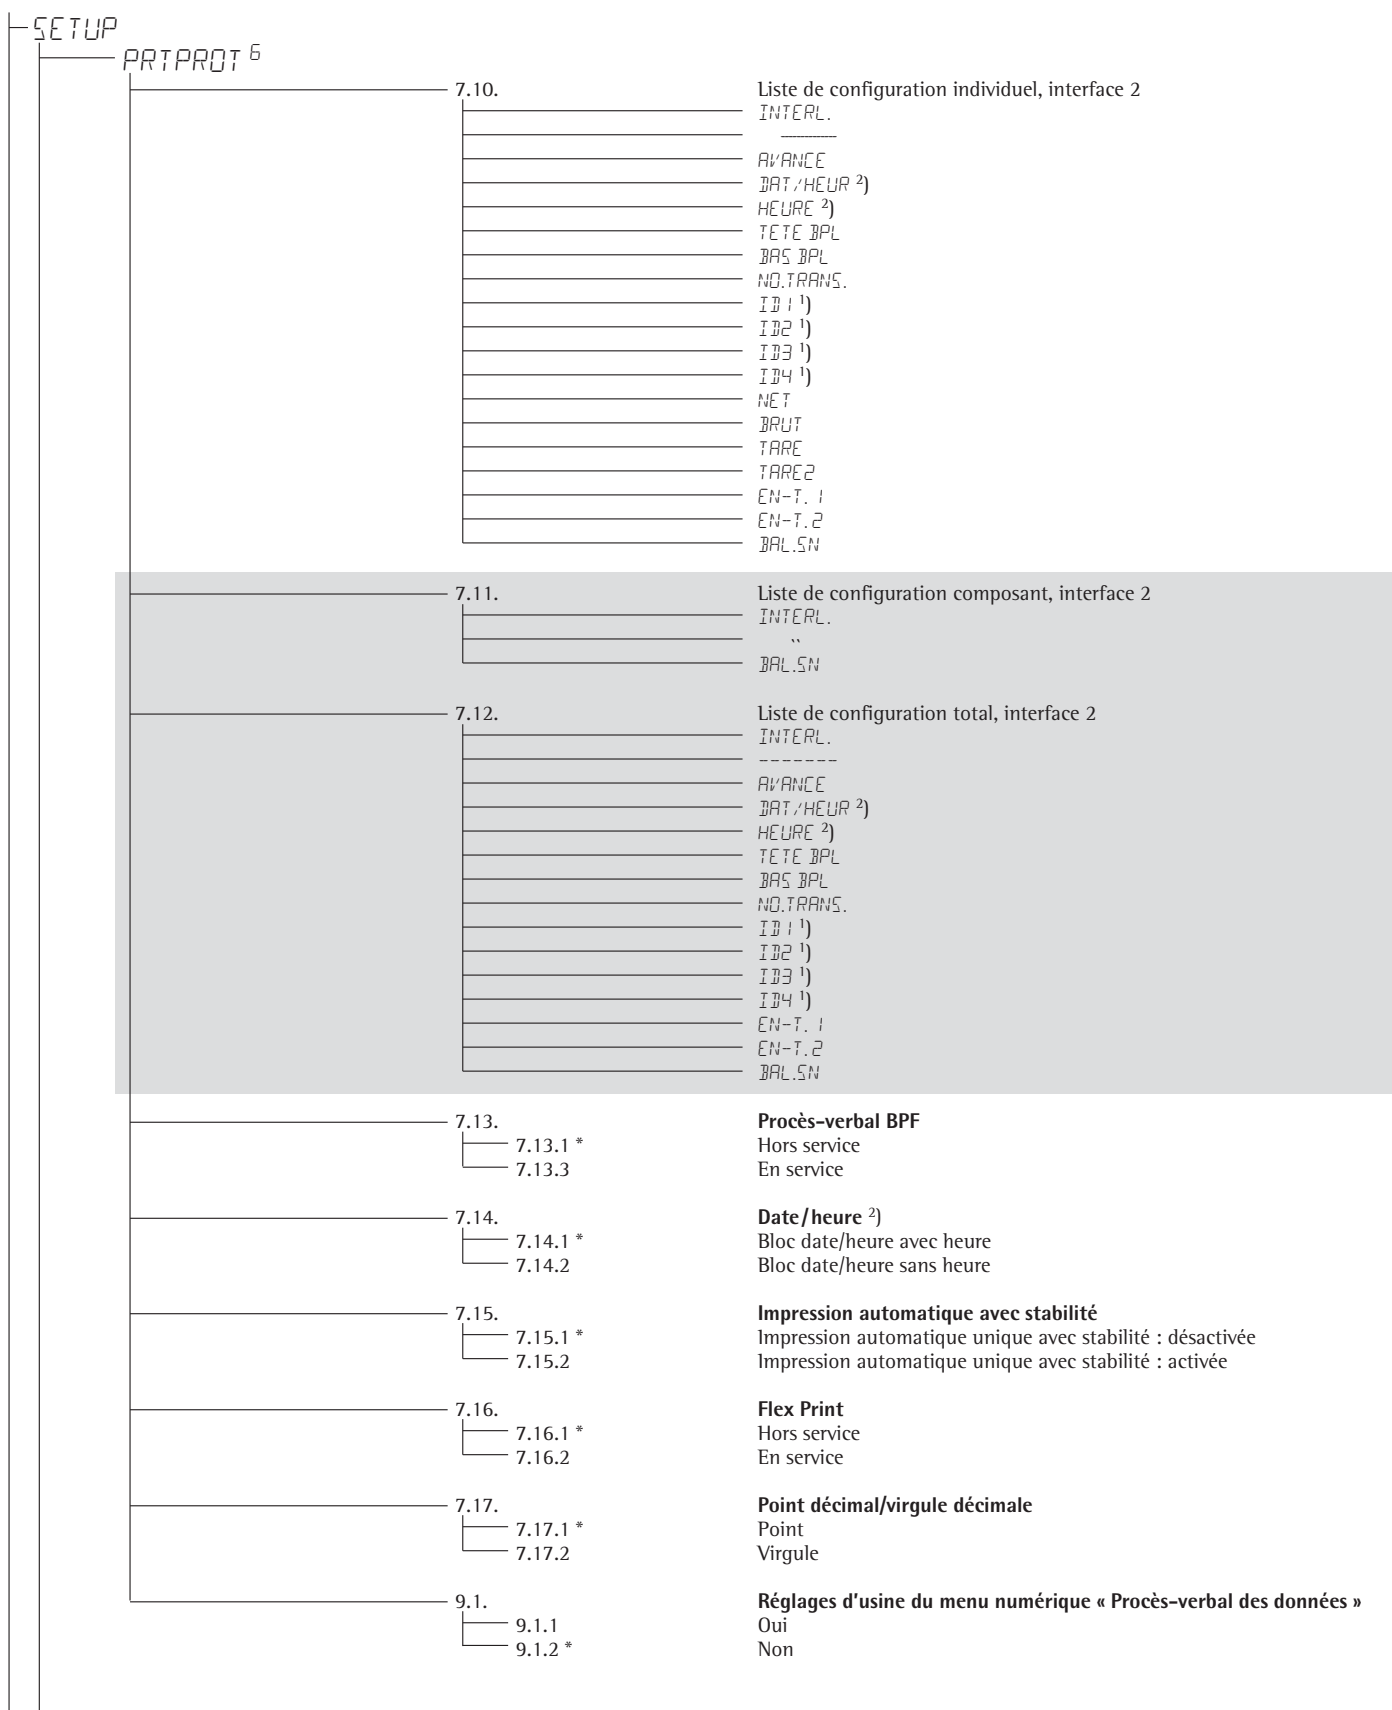 SETUP
PRTPROT 6
7.10. Liste de configuration individuel, interface 2
INTERL.
--------------
AVANCE
DAT/HEUR 2)
HEURE 2)
TETE BPL
BAS BPL
NO.TRANS.
ID1 1)
ID2 1)
ID3 1)
ID4 1)
NET
BRUT
TARE
TARE2
EN-T.1
EN-T.2
BAL.SN
7.11. Liste de configuration composant, interface 2
INTERL.
``
BAL.SN
7.12. Liste de configuration total, interface 2
INTERL.
-------
AVANCE
DAT/HEUR 2)
HEURE 2)
TETE BPL
BAS BPL
NO.TRANS.
ID1 1)
ID2 1)
ID3 1)
ID4 1)
EN-T.1
EN-T.2
BAL.SN
7.13. Procès-verbal BPF
7.13.1 * Hors service
7.13.3 En service
7.14. Date/heure 2)
7.14.1 * Bloc date/heure avec heure
7.14.2 Bloc date/heure sans heure
7.15. Impression automatique avec stabilité
7.15.1 * Impression automatique unique avec stabilité : désactivée
7.15.2 Impression automatique unique avec stabilité : activée
7.16. Flex Print
7.16.1 * Hors service
7.16.2 En service
7.17. Point décimal/virgule décimale
7.17.1 * Point
7.17.2 Virgule
9.1. Réglages d'usine du menu numérique « Procès-verbal des données »
9.1.1 Oui
9.1.2 * Non